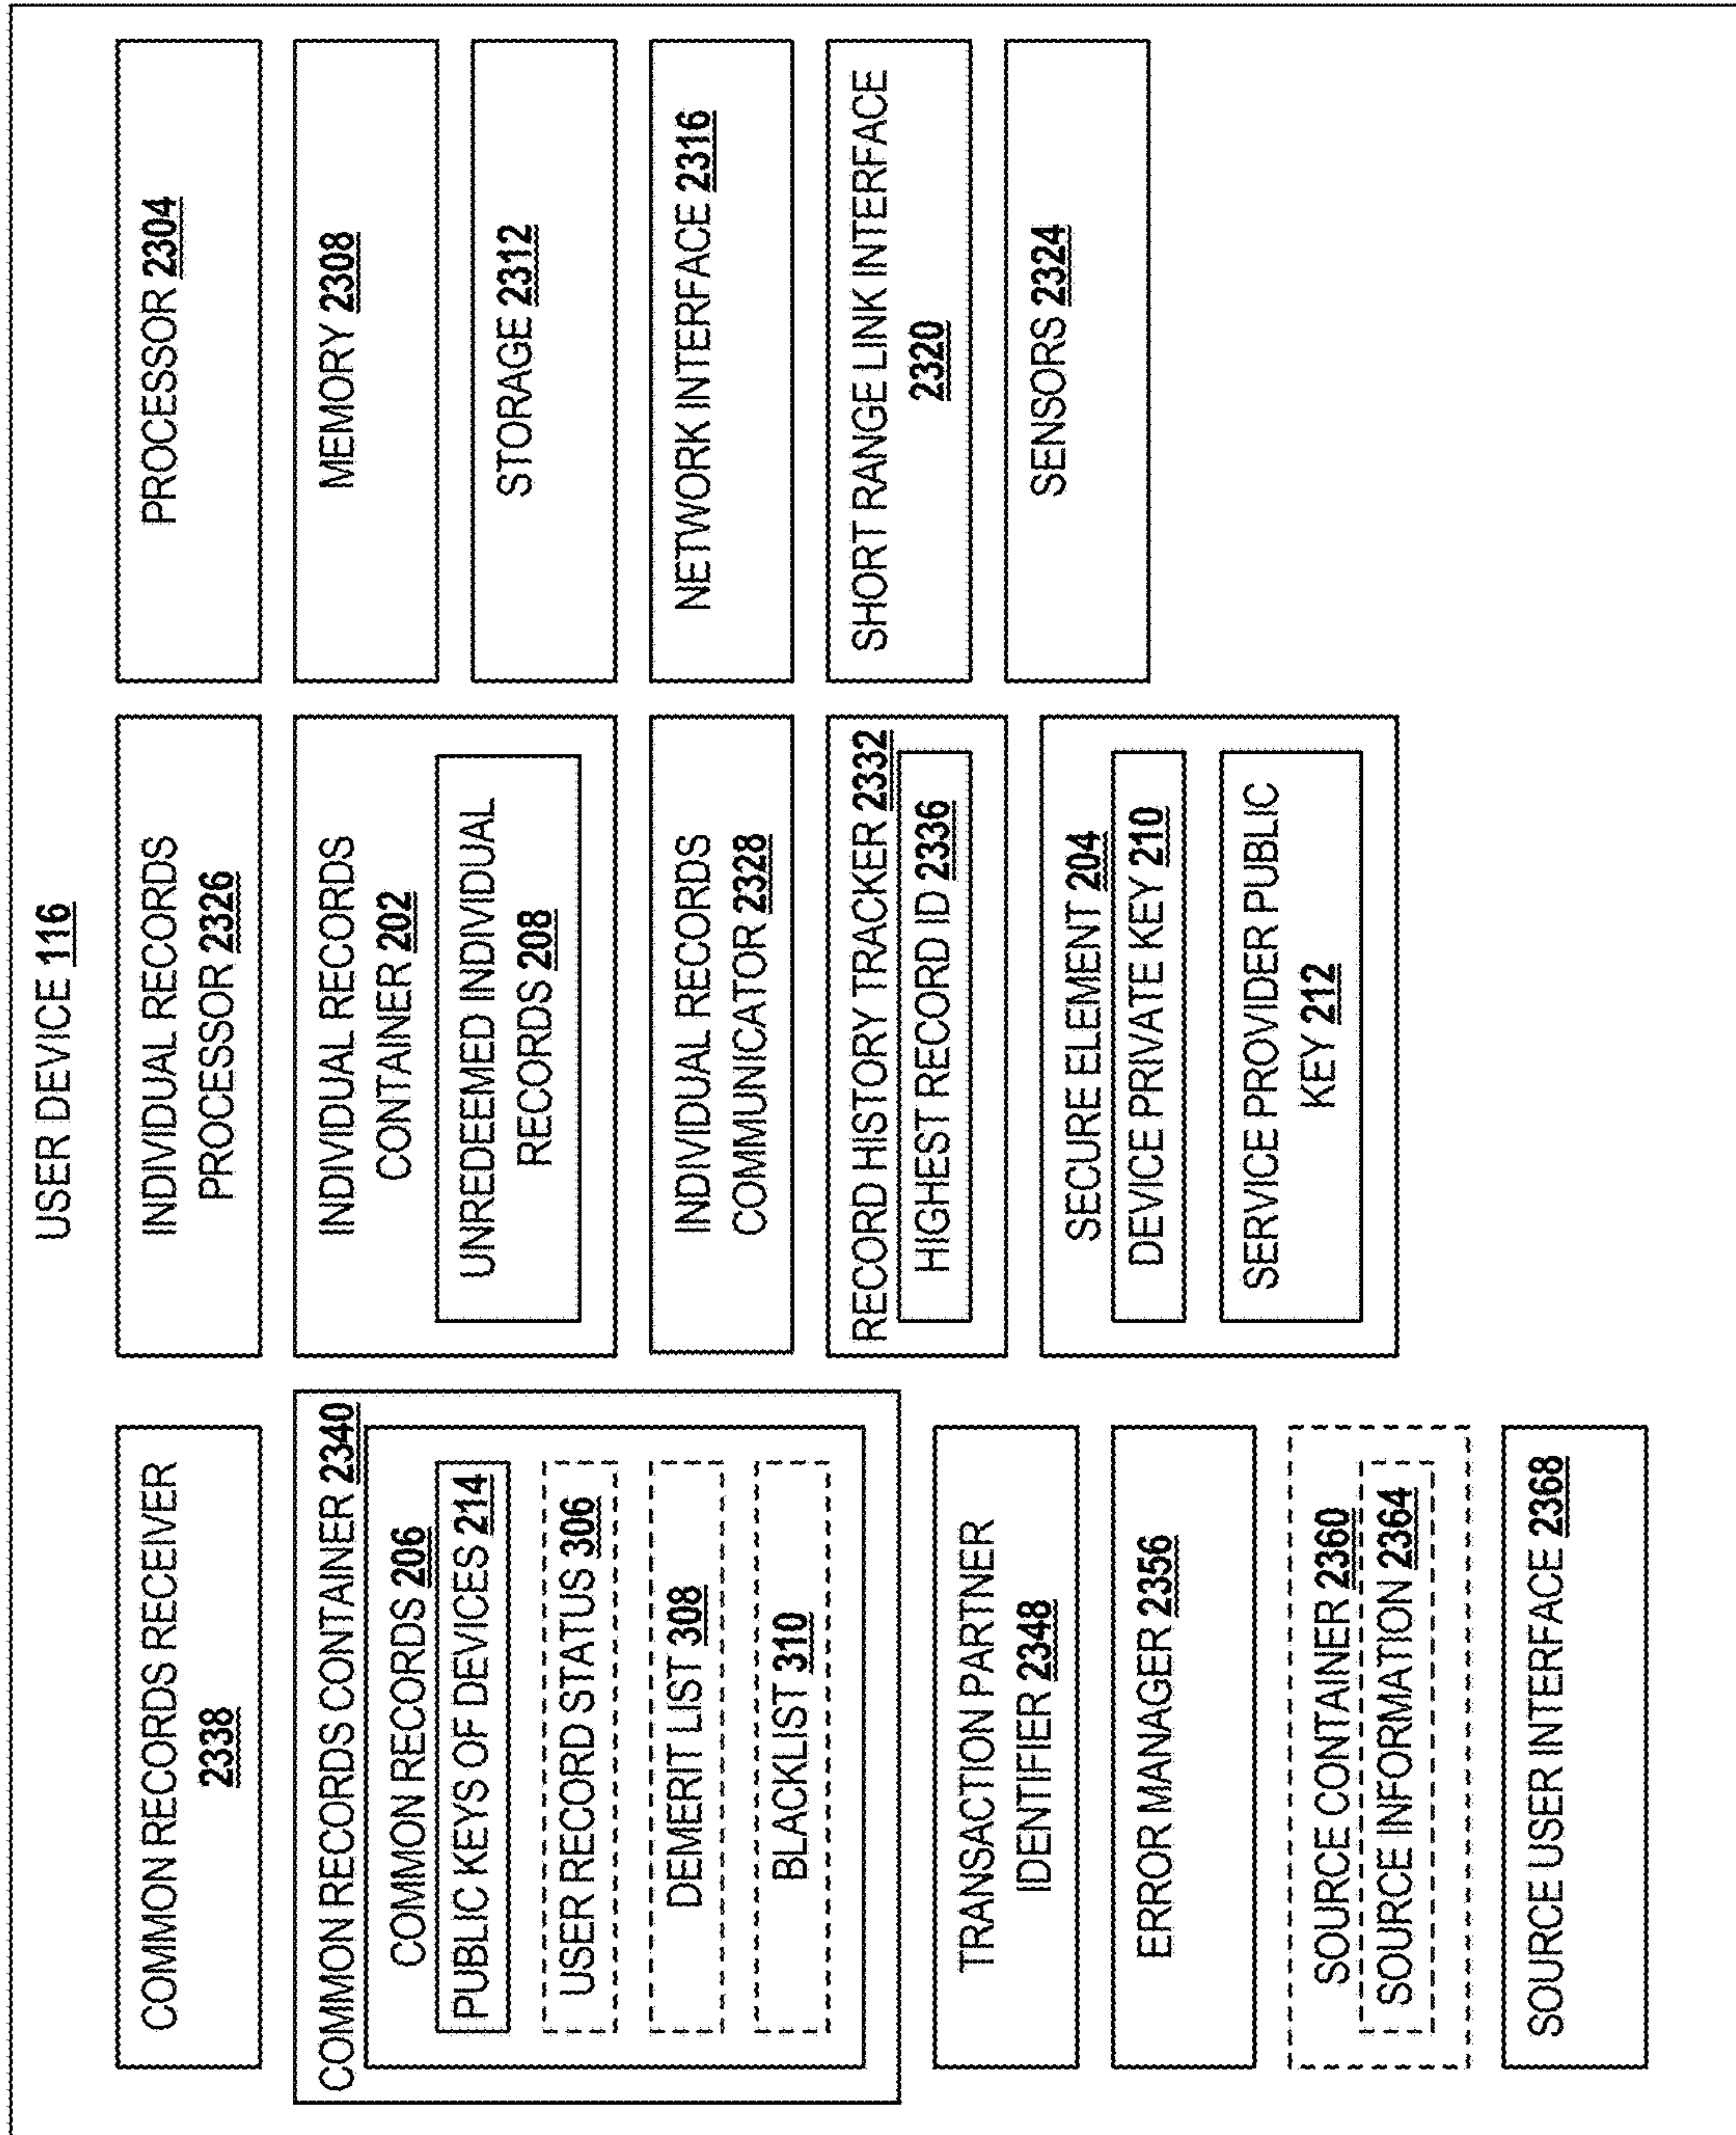 USER DEVICE 116
COMMON RECORDS RECEIVER
2338
COMMON RECORDS CONTAINER 2340
COMMON RECORDS 206
PUBLIC KEYS OF DEVICES 214
USER RECORD STATUS 306
DEMERIT LIST 308
BLACKLIST 310
TRANSACTION PARTNER
IDENTIFIER 2348
ERROR MANAGER 2356
SOURCE CONTAINER 2360
SOURCE INFORMATION 2364
SOURCE USER INTERFACE 2368
INDIVIDUAL RECORDS
PROCESSOR 2326
INDIVIDUAL RECORDS
CONTAINER 202
UNREDEEMED INDIVIDUAL
RECORDS 208
INDIVIDUAL RECORDS
COMMUNICATOR 2328
RECORD HISTORY TRACKER 2332
HIGHEST RECORD ID 2336
SECURE ELEMENT 204
DEVICE PRIVATE KEY 210
SERVICE PROVIDER PUBLIC
KEY 212
PROCESSOR 2304
MEMORY 2308
STORAGE 2312
NETWORK INTERFACE 2316
SHORT RANGE LINK INTERFACE
2320
SENSORS 2324